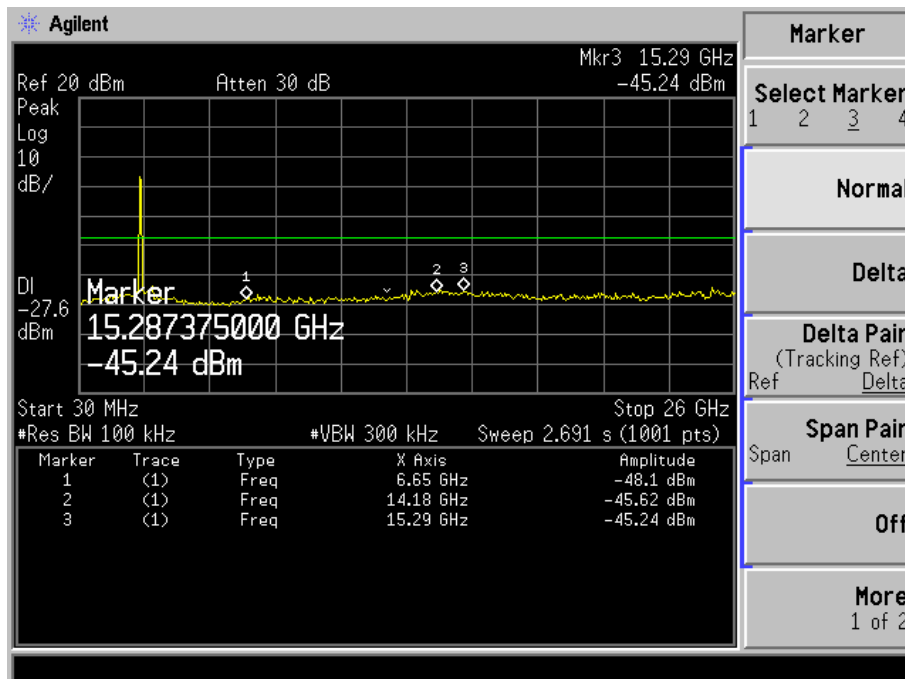 Agilent
Marker
Mkr3 15.29 GHz
Ref 20 dBm Atten 30 dB -45.24 dBm
Peak
Log
10
dB/
DI
-27.6
dBm
1
2
3
Marker
15.287375000 GHz
-45.24 dBm
Start 30 MHz Stop 26 GHz
#Res BW 100 kHz #VBW 300 kHz Sweep 2.691 s (1001 pts)
Marker Trace Type X Axis Amplitude
1 (1) Freq 6.65 GHz -48.1 dBm
2 (1) Freq 14.18 GHz -45.62 dBm
3 (1) Freq 15.29 GHz -45.24 dBm
Select Marker
1 2 3 4
Normal
Delta
Delta Pair
(Tracking Ref)
Ref Delta
Span Pair
Span Center
Off
More
1 of 2